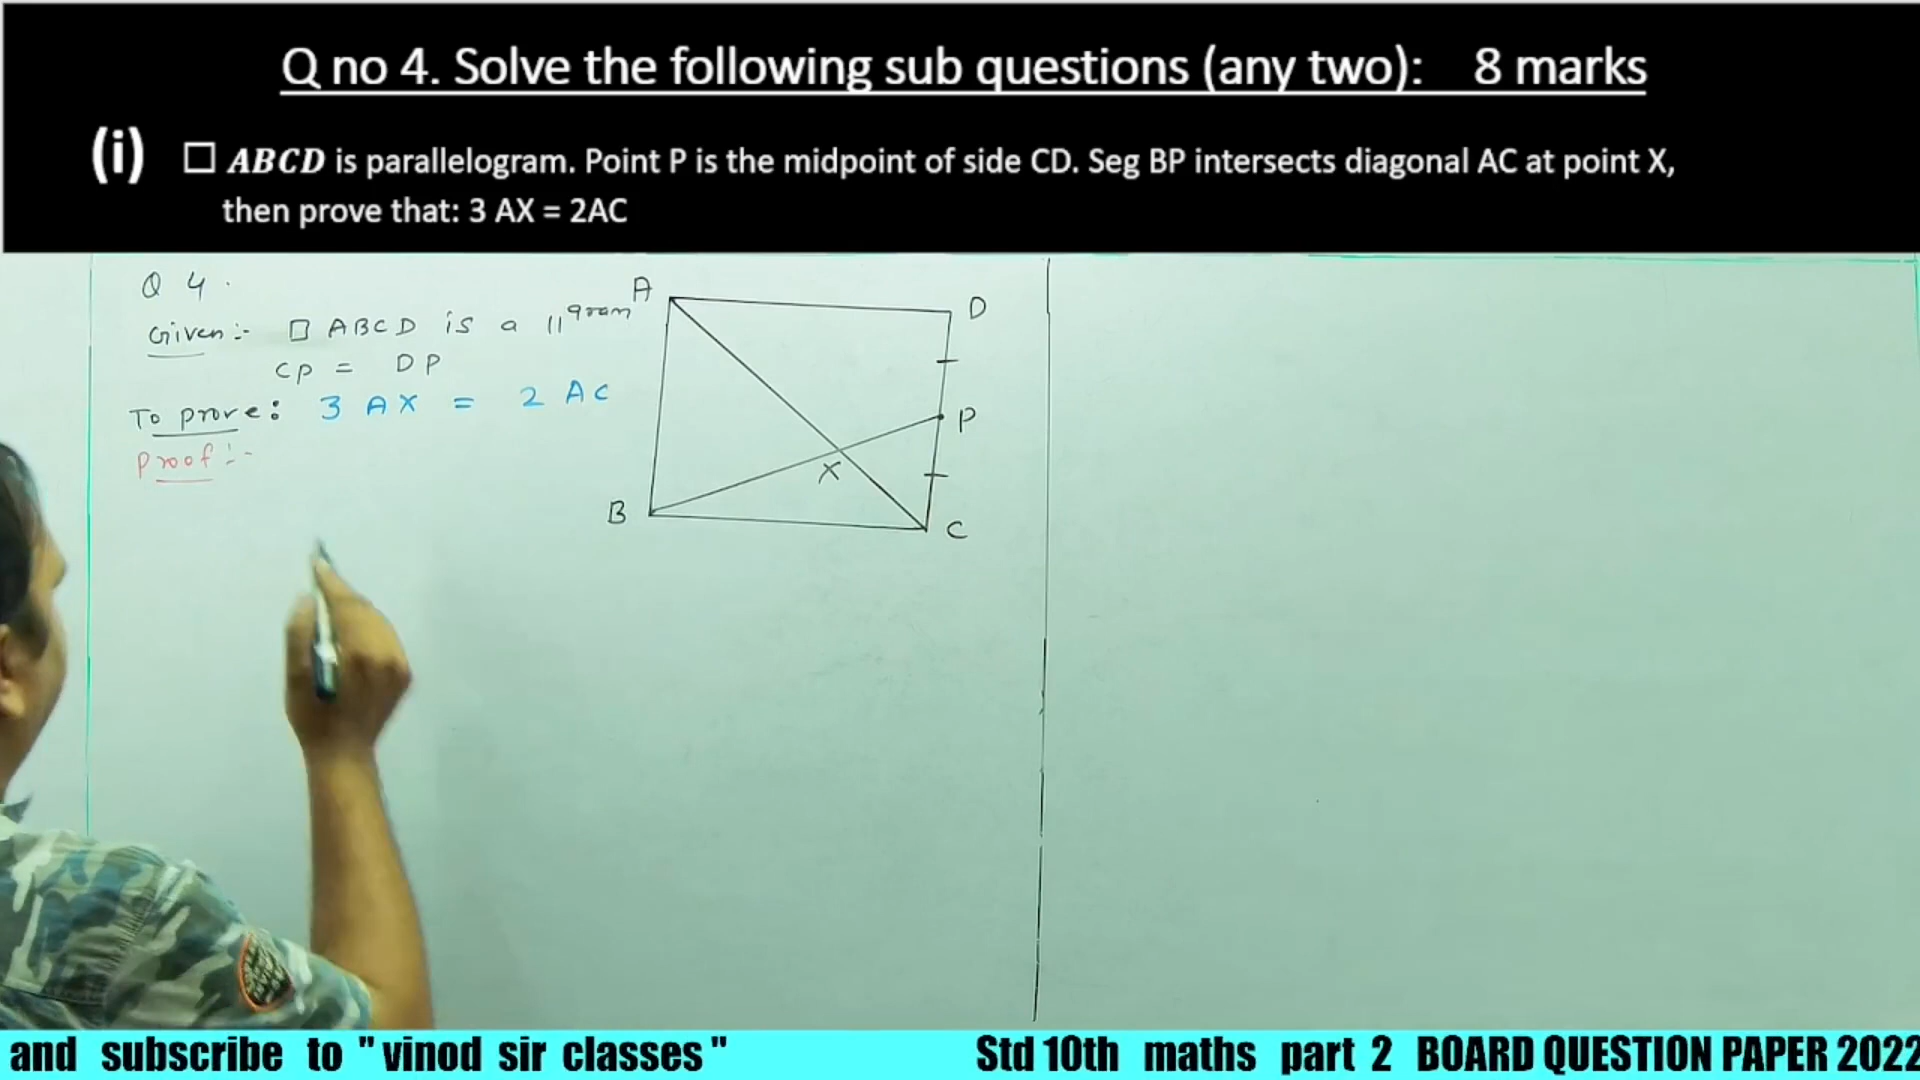 Q no 4. Solve the following sub questions (any two): 8 marks
(i) □ ABCD is parallelogram. Point P is the midpoint of side CD. Seg BP intersects diagonal AC at point X,
then prove that: 3 AX = 2AC
Q 4.
Given :- □ ABCD is a ||gram
CP = DP
To prove: 3 AX = 2 AC
Proof :-
A
D
P
X
B
C
and subscribe to "vinod sir classes" Std 10th maths part 2 BOARD QUESTION PAPER 2022